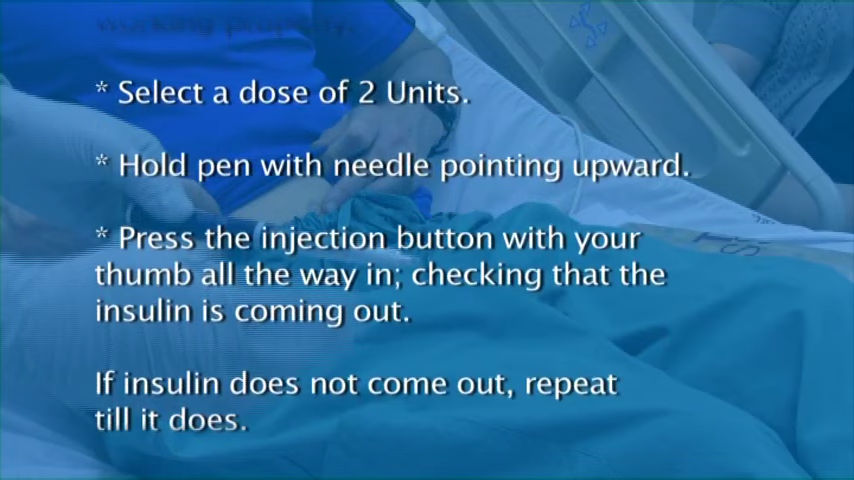 working properly.
* Select a dose of 2 Units.
* Hold pen with needle pointing upward.
* Press the injection button with your
thumb all the way in; checking that the
insulin is coming out.
If insulin does not come out, repeat
till it does.